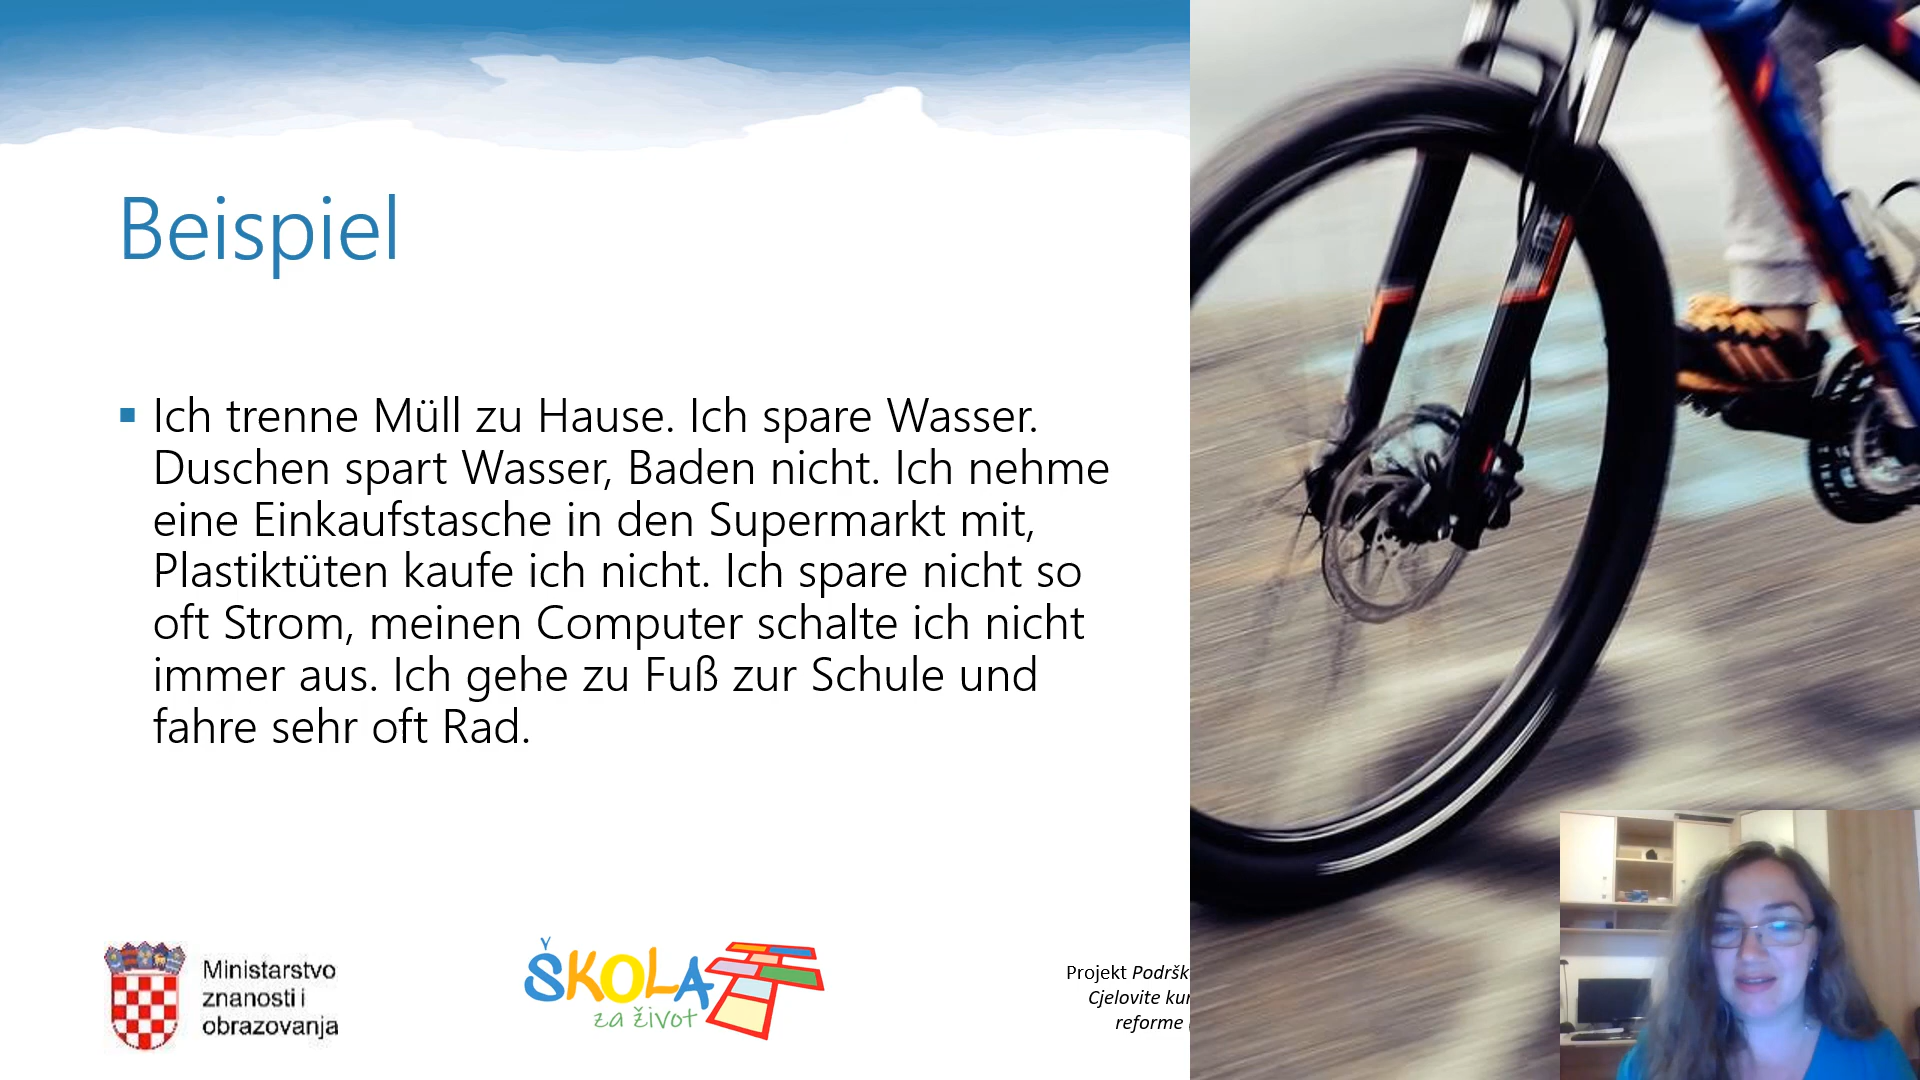 Beispiel
Ich trenne Müll zu Hause. Ich spare Wasser.
Duschen spart Wasser, Baden nicht. Ich nehme
eine Einkaufstasche in den Supermarkt mit,
Plastiktüten kaufe ich nicht. Ich spare nicht so
oft Strom, meinen Computer schalte ich nicht
immer aus. Ich gehe zu Fuß zur Schule und
fahre sehr oft Rad.
Ministarstvo
znanosti i
obrazovanja
ŠKOLA
za život
Projekt Podršk
Cjelovite
reforme